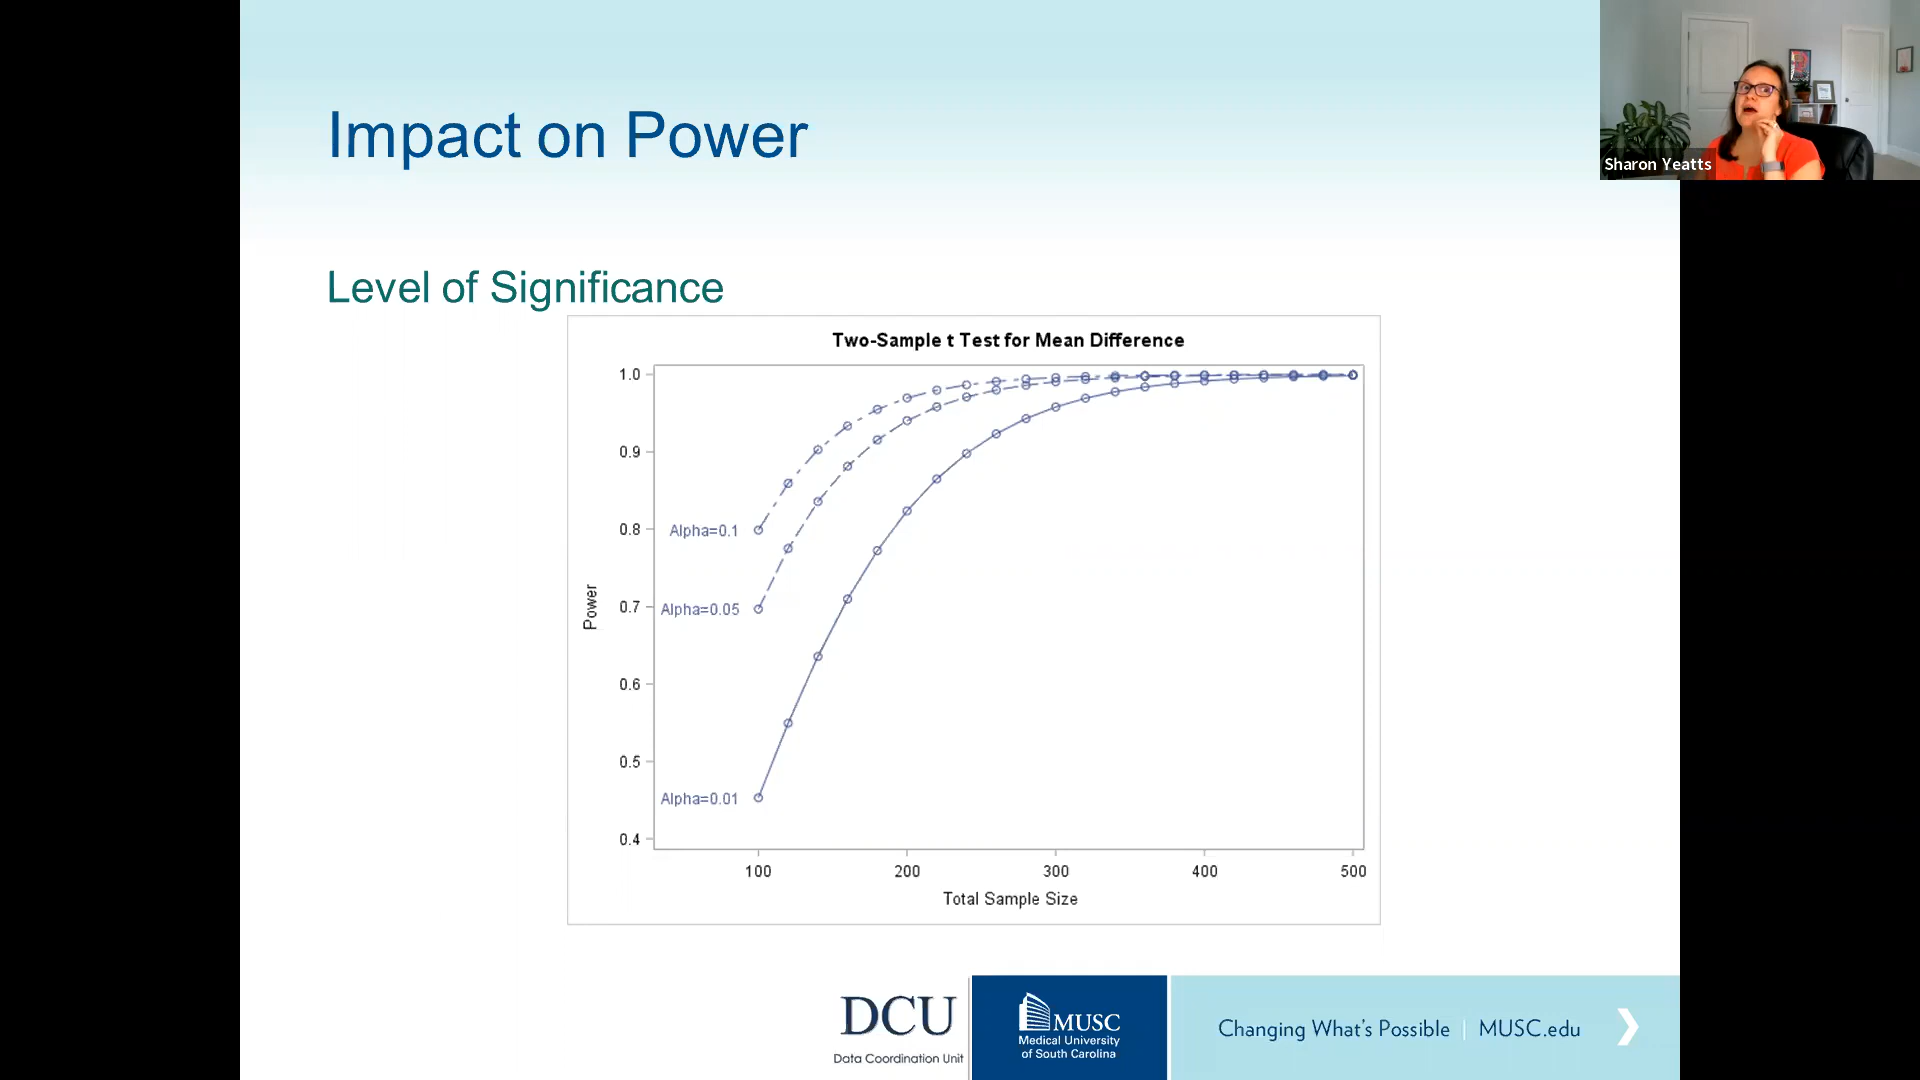 Impact on Power
Sharon Yeatts
Level of Significance
Two-Sample t Test for Mean Difference
1.0
0.9
0.8
0.7
0.6
0.5
0.4
Power
Alpha=0.1
Alpha=0.05
Alpha=0.01
100 200 300 400 500
Total Sample Size
DCU
Data Coordination Unit
MUSC
Medical University
of South Carolina
Changing What's Possible | MUSC.edu